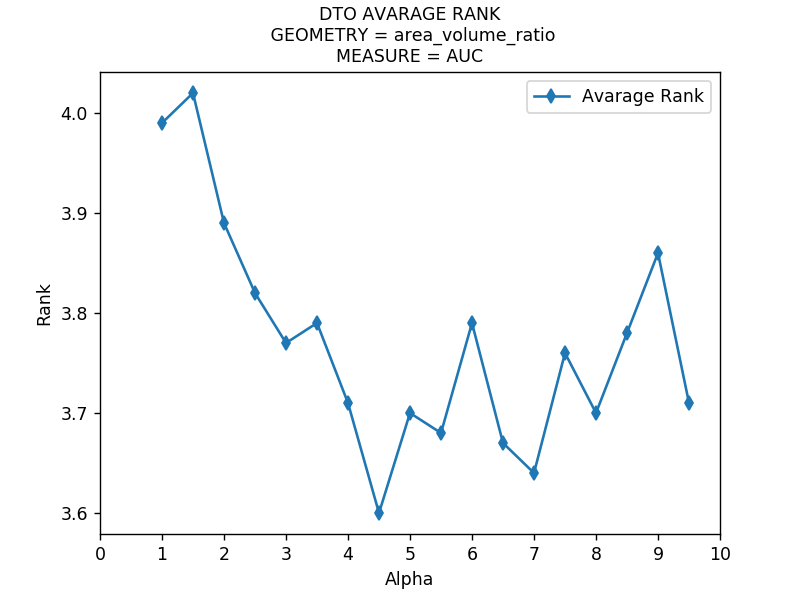 DTO AVARAGE RANK
GEOMETRY = area_volume_ratio
MEASURE = AUC
Avarage Rank
4.0
3.9
3.8
3.7
3.6
Rank
0 1 2 3 4 5 6 7 8 9 10
Alpha